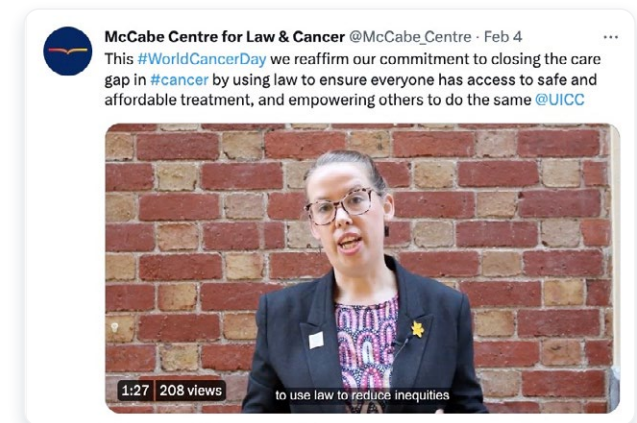 McCabe Centre for Law & Cancer @McCabe_Centre · Feb 4
This #WorldCancerDay we reaffirm our commitment to closing the care
gap in #cancer by using law to ensure everyone has access to safe and
affordable treatment, and empowering others to do the same @UICC
1:27 208 views
to use law to reduce inequities